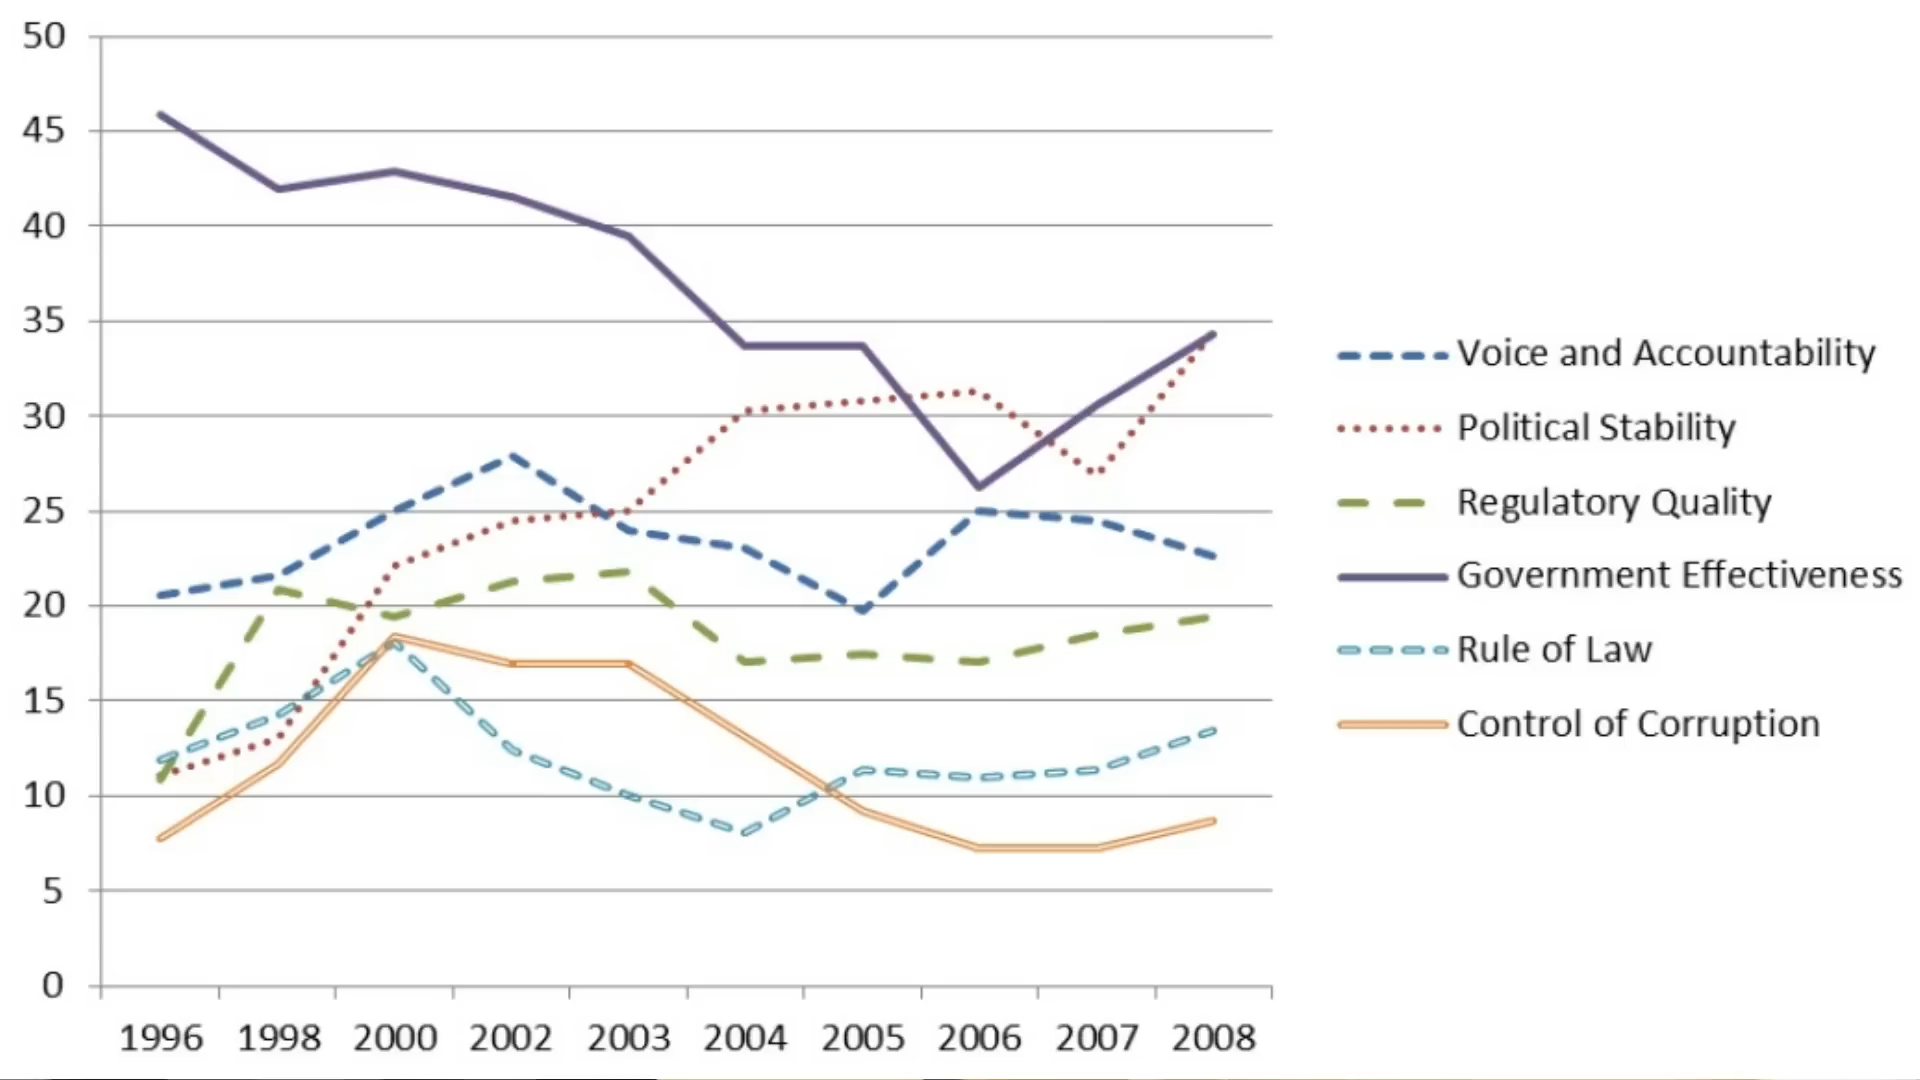 50
45
40
35
30
25
20
15
10
5
0
1996 1998 2000 2002 2003 2004 2005 2006 2007 2008
Voice and Accountability
Political Stability
Regulatory Quality
Government Effectiveness
Rule of Law
Control of Corruption